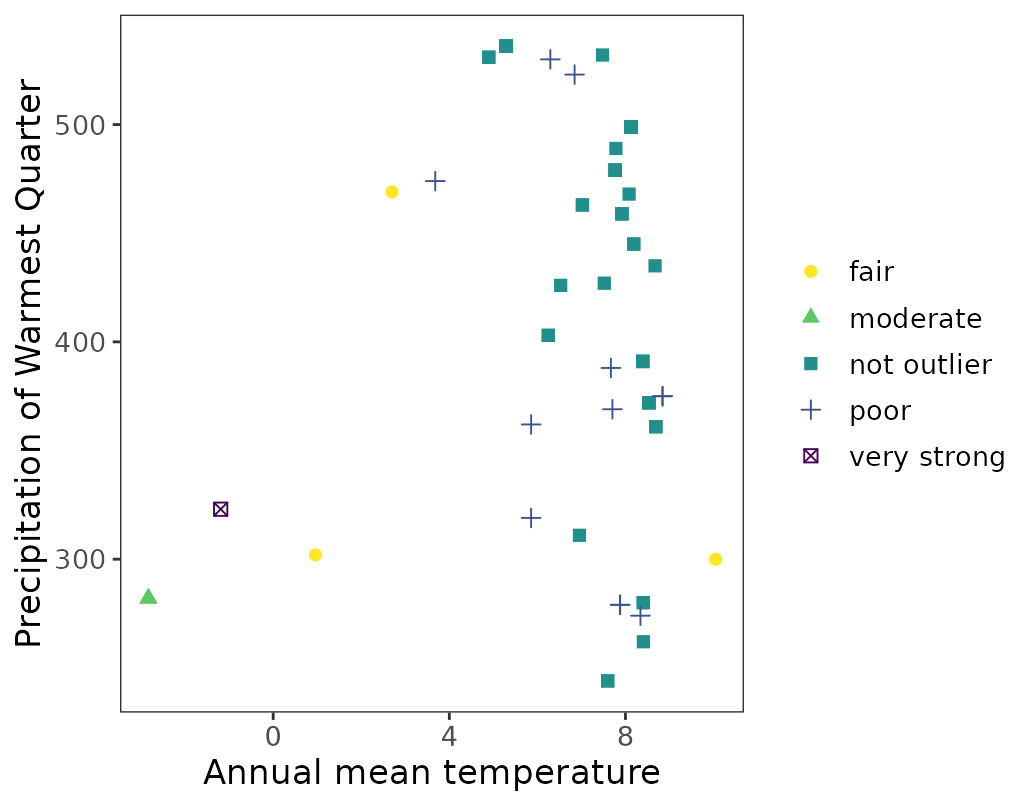 Precipitation of Warmest Quarter
500
400
300
0 4 8
Annual mean temperature
fair
moderate
not outlier
poor
very strong